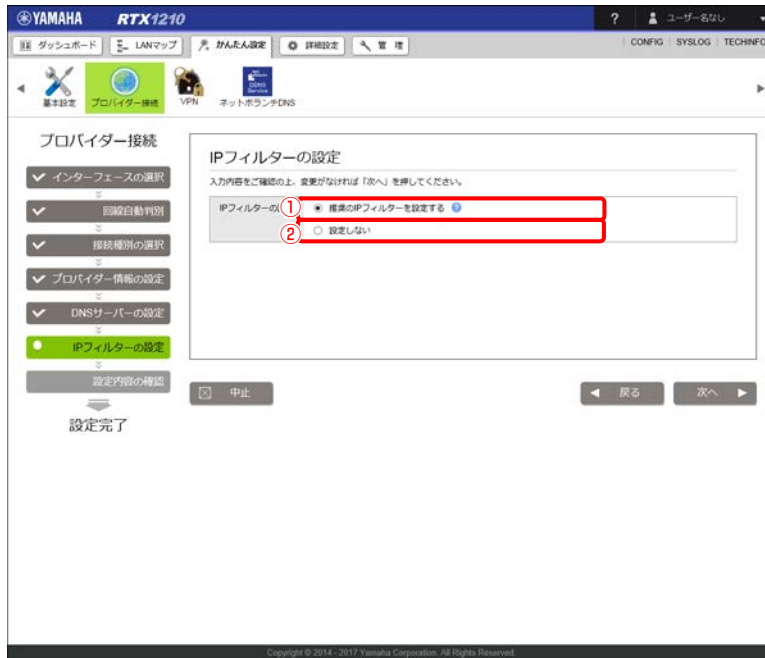 YAMAHA RTX1210 ? ユーザー名なし
ダッシュボード LANマップ かんたん設定 詳細設定 管 理 CONFIG SYSLOG TECHINFO
基本設定 プロバイダー接続 VPN ネットボランチDNS
プロバイダー接続
インターフェースの選択
回線自動判別
接続種別の選択
プロバイダー情報の設定
DNSサーバーの設定
IPフィルターの設定
設定内容の確認
設定完了
IPフィルターの設定
入力内容をご確認の上、変更がなければ「次へ」を押してください。
IPフィルターの ① 推奨のIPフィルターを設定する ?
② 設定しない
中止 戻る 次へ
Copyright © 2014 - 2017 Yamaha Corporation. All Rights Reserved.